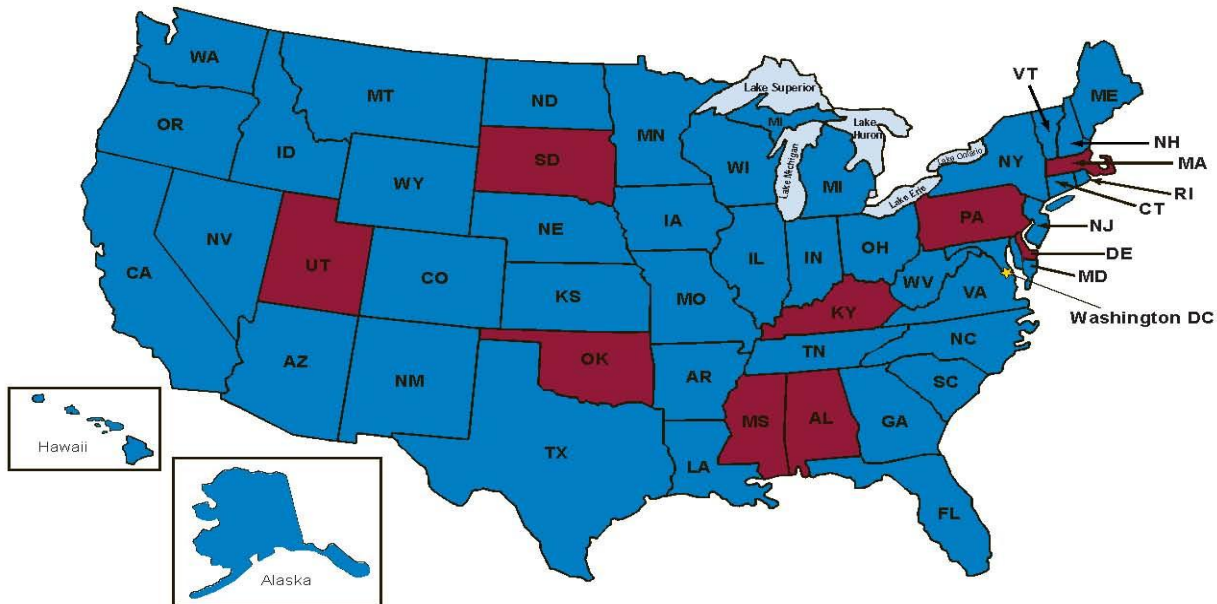 WA
MT
ND
MN
Lake Superior
MI
VT
ME
OR
ID
SD
WI
Lake Michigan
Lake
Huron
Lake Ontario
NY
NH
MA
WY
MI
Lake Erie
RI
CT
NV
NE
IA
PA
NJ
CA
UT
CO
IL
IN
OH
DE
MD
KS
MO
WV
VA
KY
Washington DC
AZ
NM
OK
AR
TN
NC
SC
MS
AL
GA
Hawaii
TX
LA
FL
Alaska